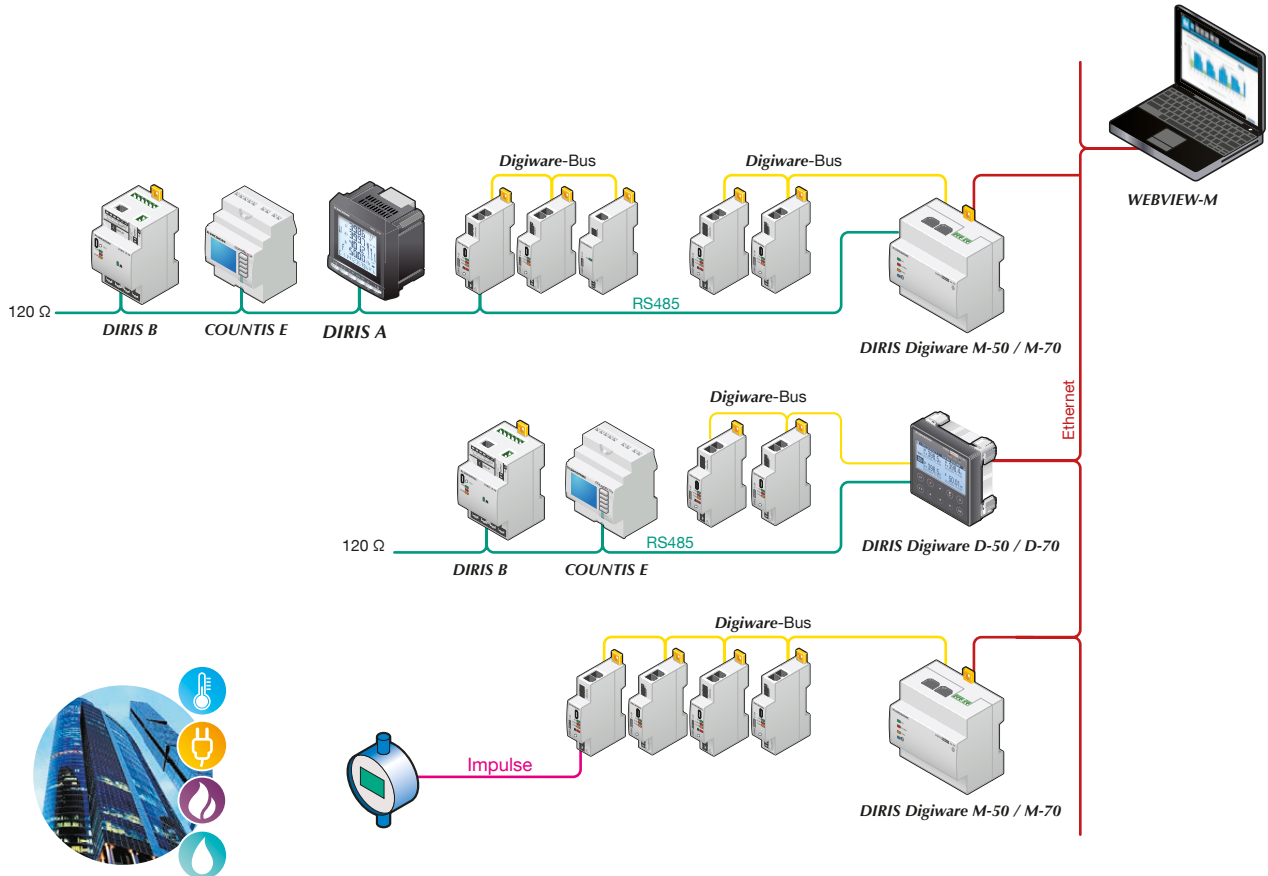 Digiware-Bus
Digiware-Bus
WEBVIEW-M
RS485
120 Ω
DIRIS B
COUNTIS E
DIRIS A
DIRIS Digiware M-50 / M-70
Ethernet
Digiware-Bus
120 Ω
RS485
DIRIS B
COUNTIS E
DIRIS Digiware D-50 / D-70
Digiware-Bus
Impulse
DIRIS Digiware M-50 / M-70